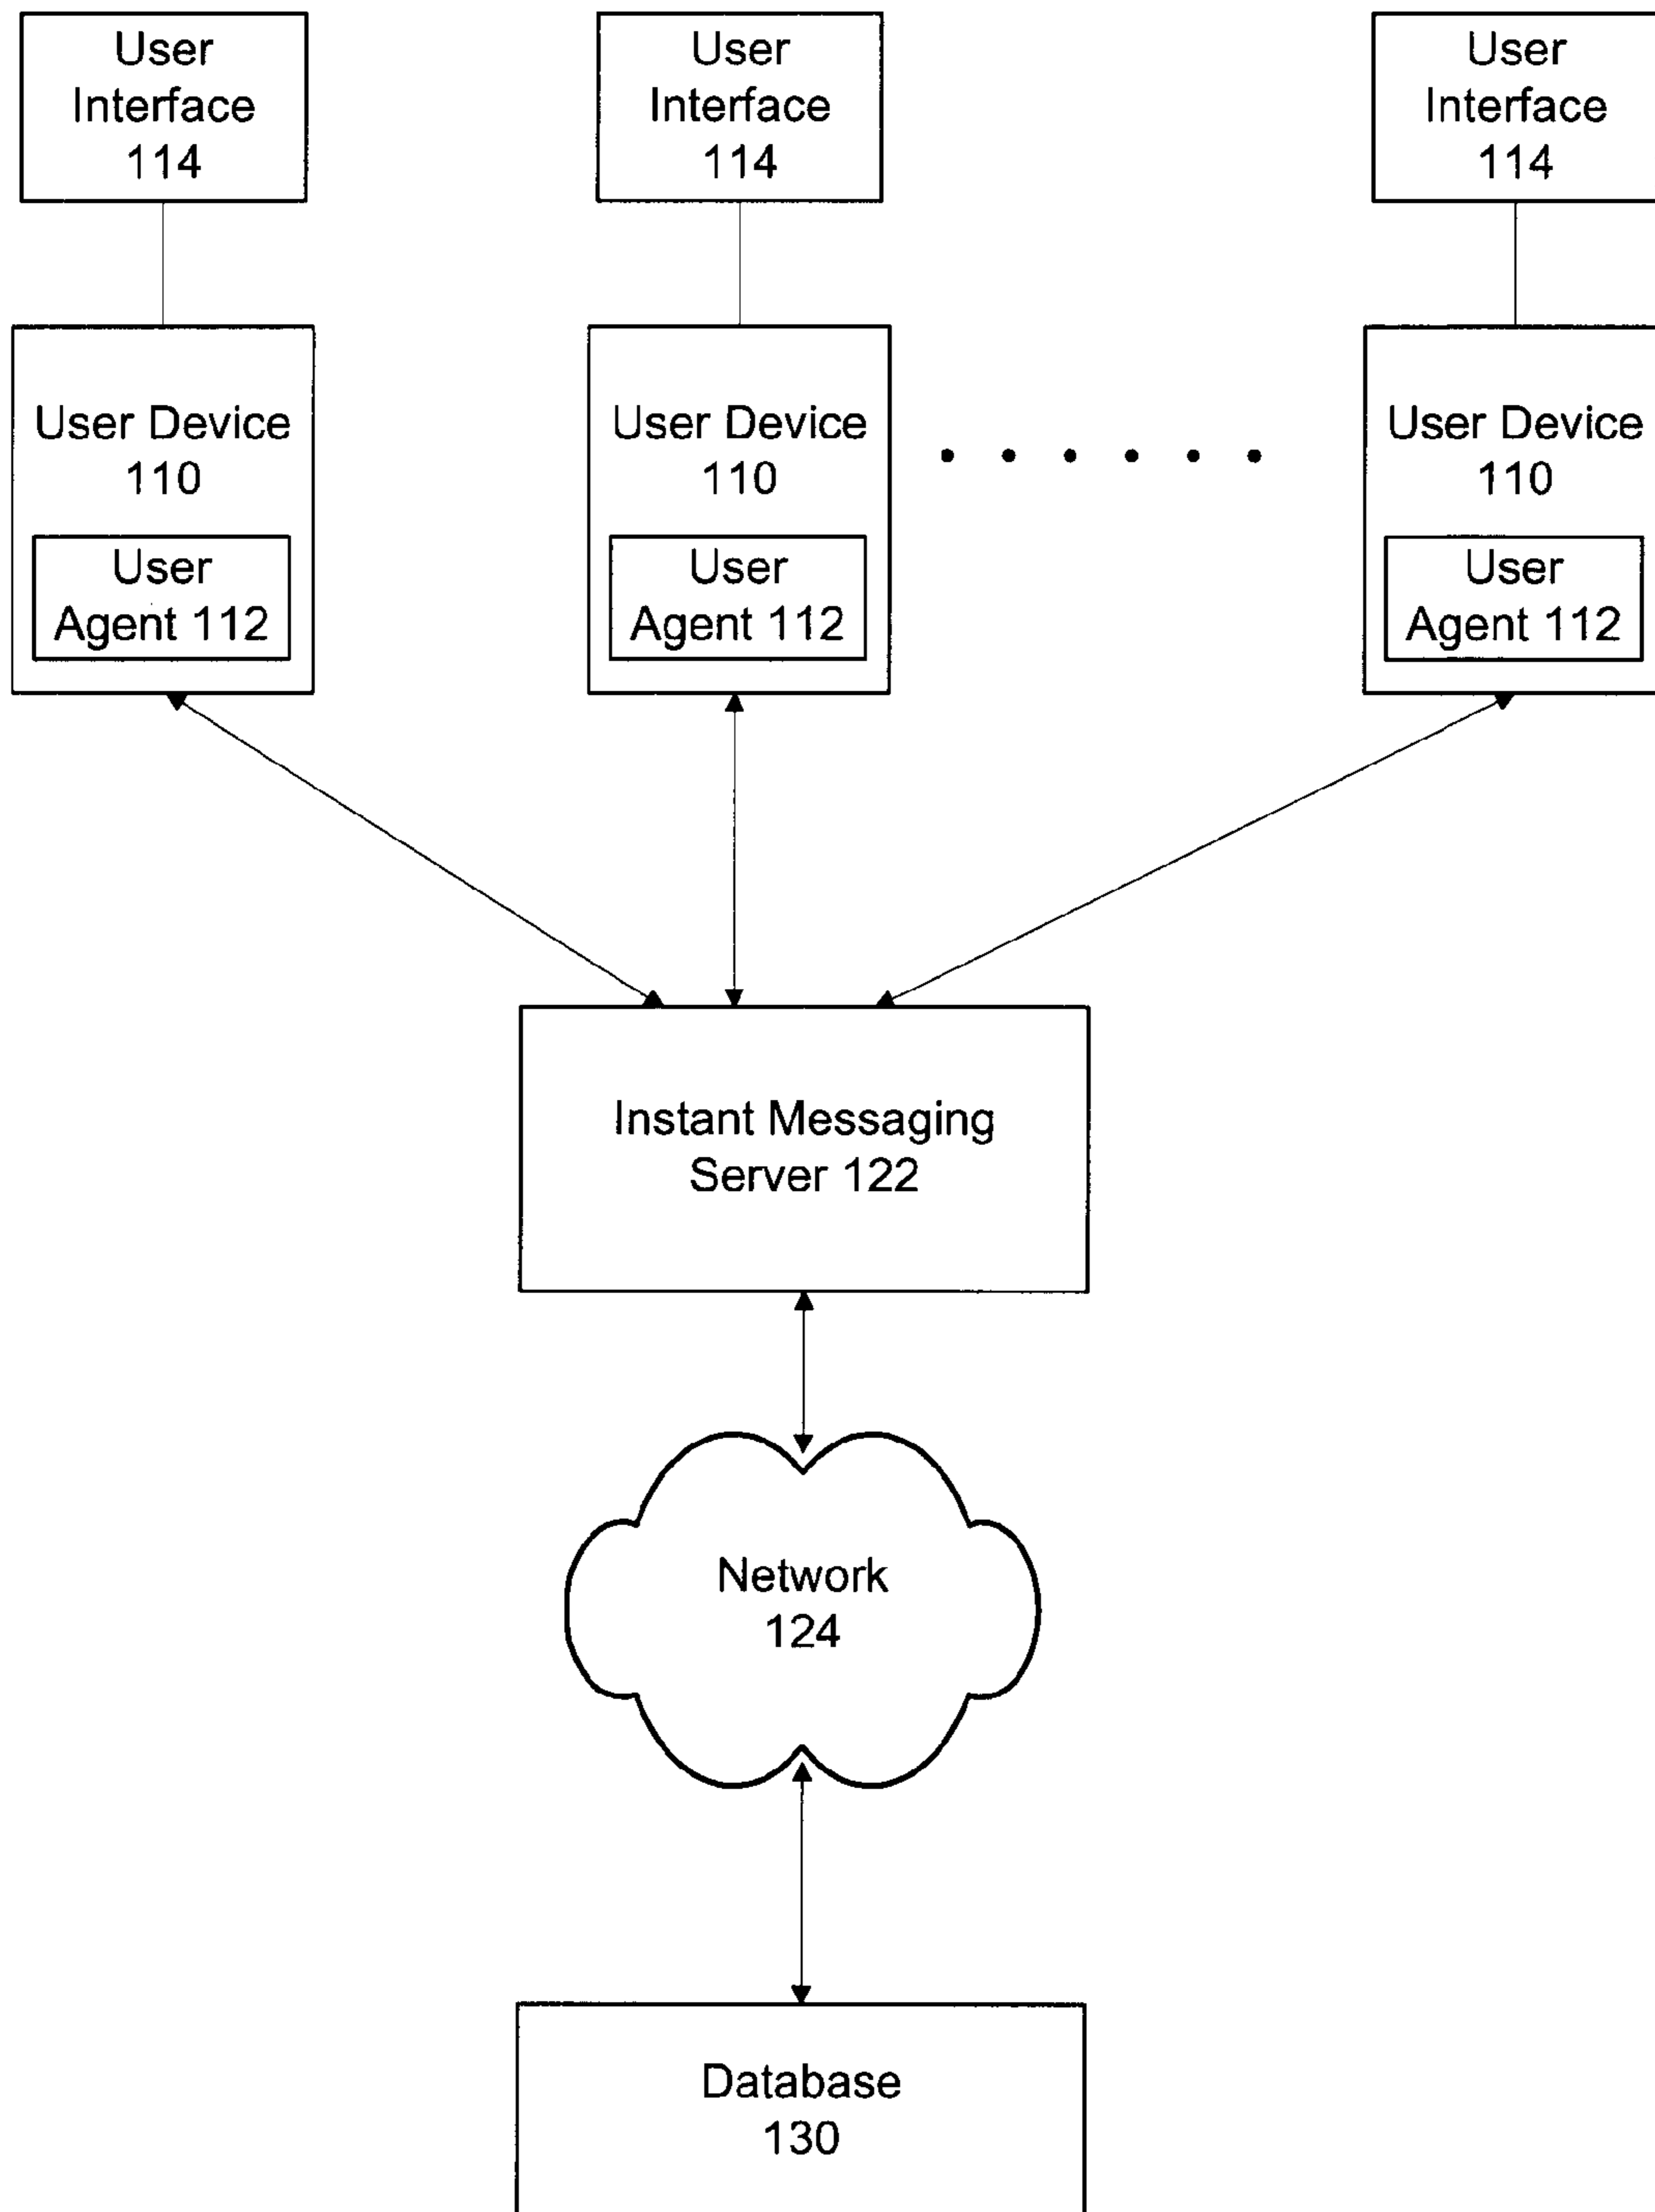 User
Interface
114
User
Interface
114
User
Interface
114
User Device
110
User
Agent 112
User Device
110
User
Agent 112
User Device
110
User
Agent 112
Instant Messaging
Server 122
Network
124
Database
130